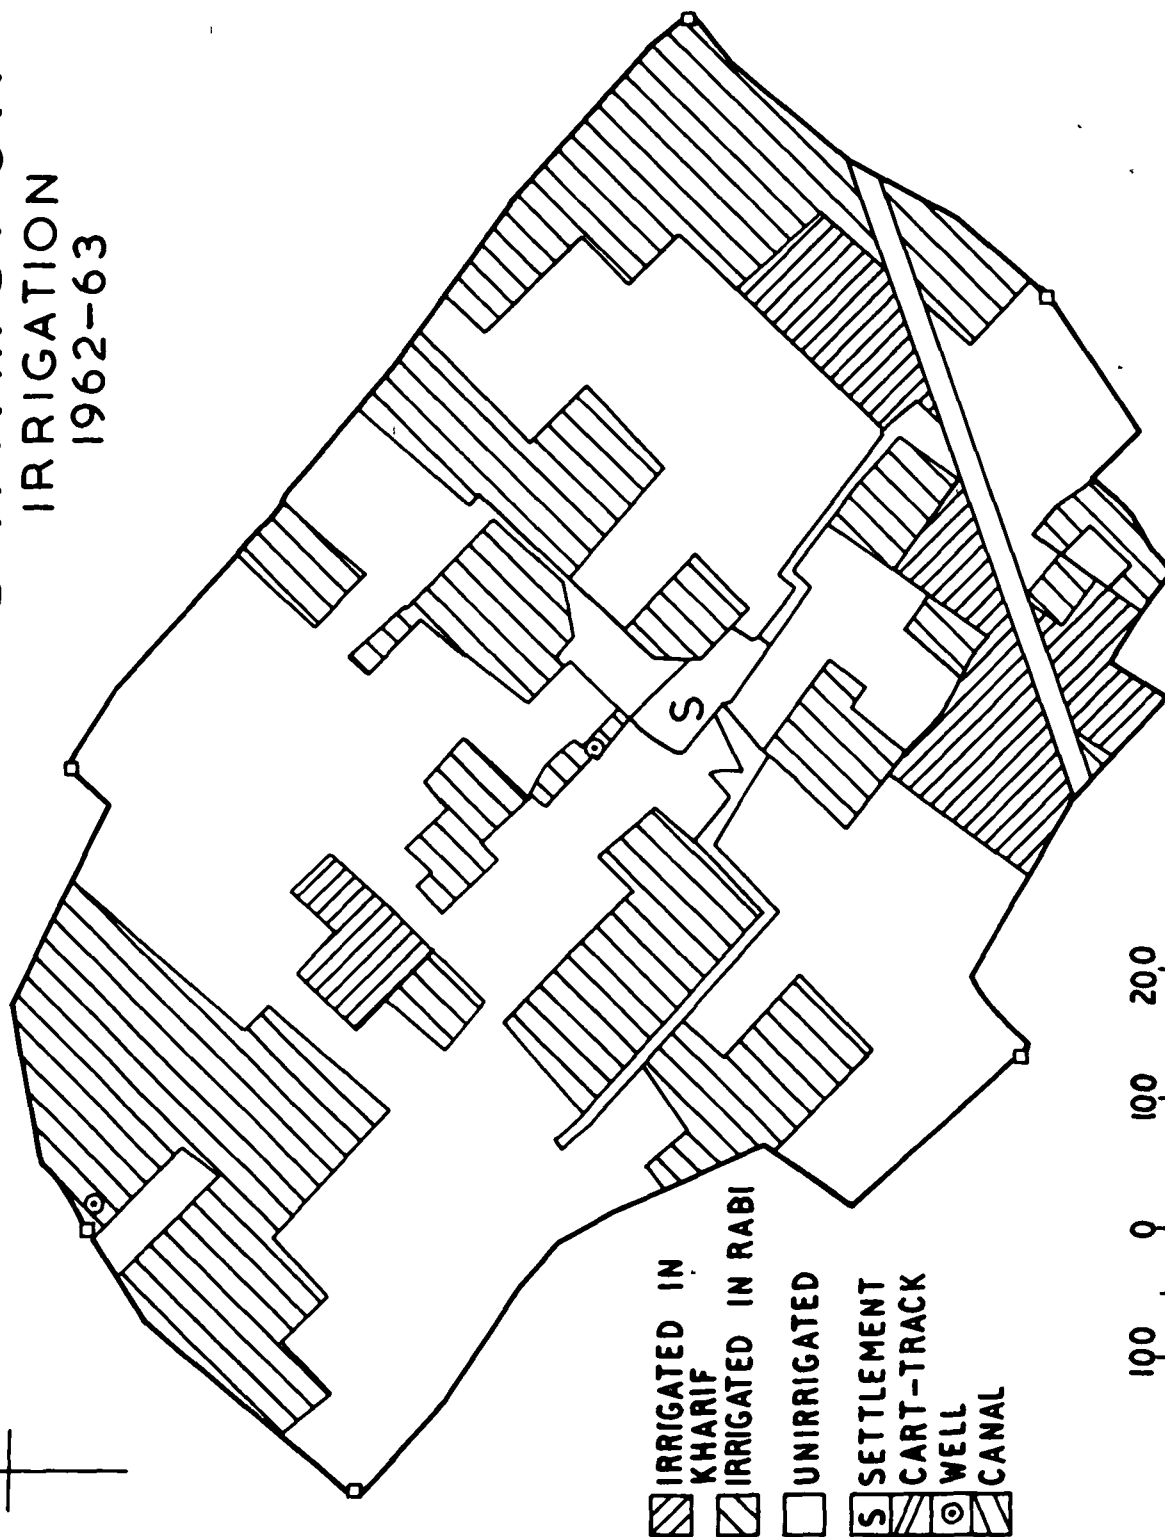 IRRIGATION
1962-63
S
IRRIGATED IN
KHARIF
IRRIGATED IN RABI
UNIRRIGATED
S SETTLEMENT
CART-TRACK
WELL
CANAL
100 0 100 200